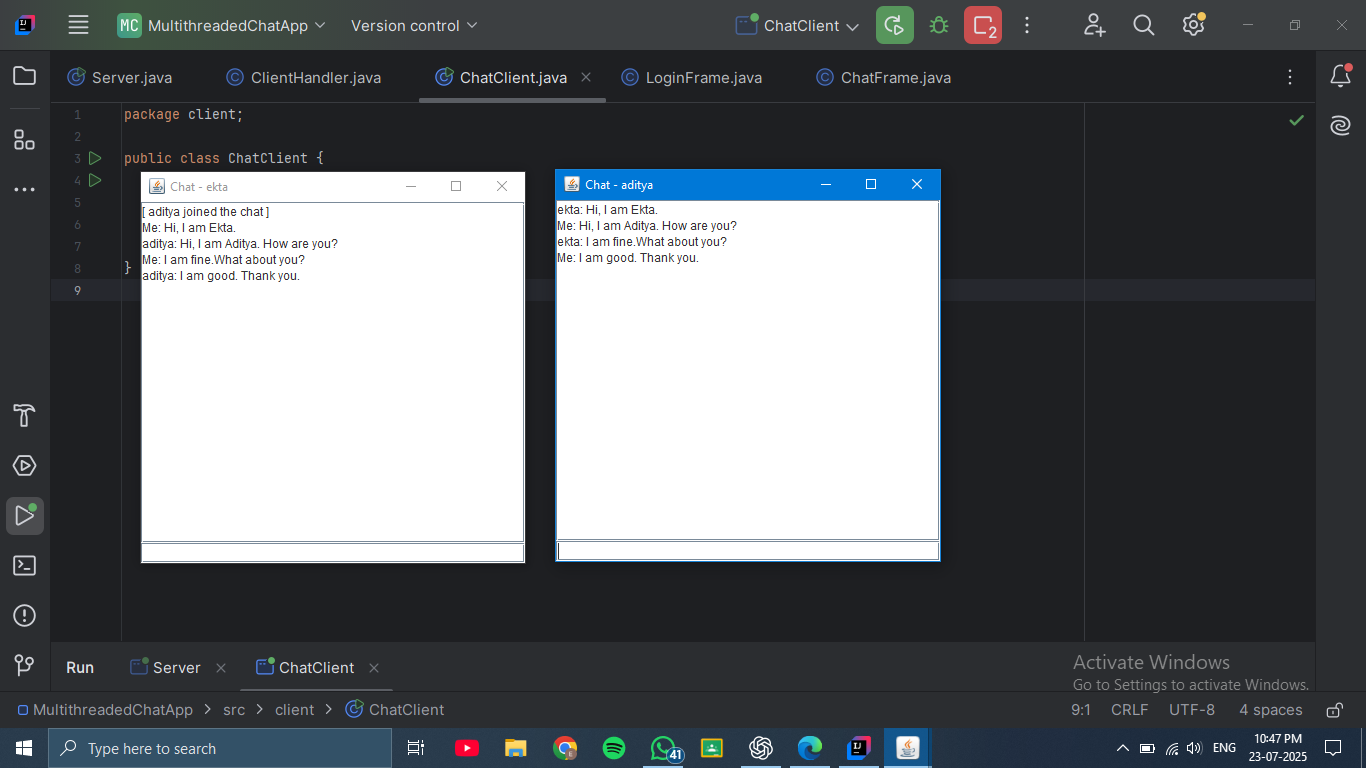 MC MultithreadedChatApp Version control ChatClient 2
Server.java ClientHandler.java ChatClient.java LoginFrame.java ChatFrame.java
1 package client;
2
3 public class ChatClient {
4
5
6
7
8 }
9
Chat - ekta
[ aditya joined the chat ]
Me: Hi, I am Ekta.
aditya: Hi, I am Aditya. How are you?
Me: I am fine.What about you?
aditya: I am good. Thank you.
Chat - aditya
ekta: Hi, I am Ekta.
Me: Hi, I am Aditya. How are you?
ekta: I am fine.What about you?
Me: I am good. Thank you.
Run Server ChatClient
Activate Windows
Go to Settings to activate Windows.
MultithreadedChatApp > src > client > ChatClient 9:1 CRLF UTF-8 4 spaces
Type here to search 41 ENG 10:47 PM
23-07-2025